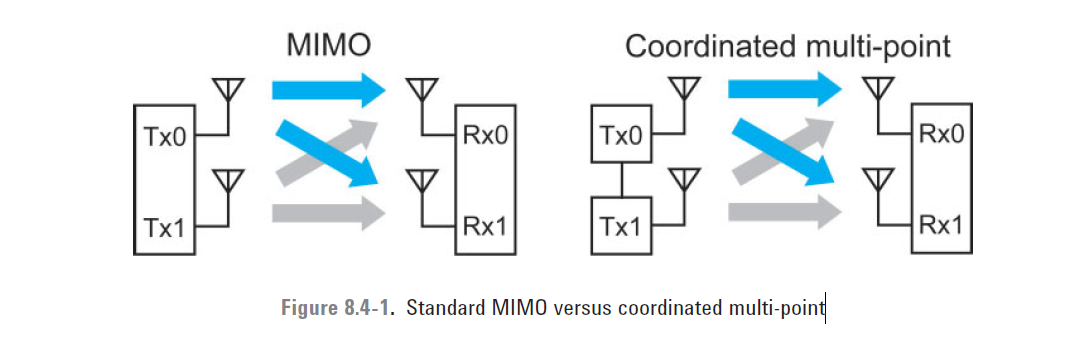 MIMO
Coordinated multi-point
Tx0
Rx0
Tx0
Rx0
Tx1
Rx1
Tx1
Rx1
Figure 8.4-1. Standard MIMO versus coordinated multi-point